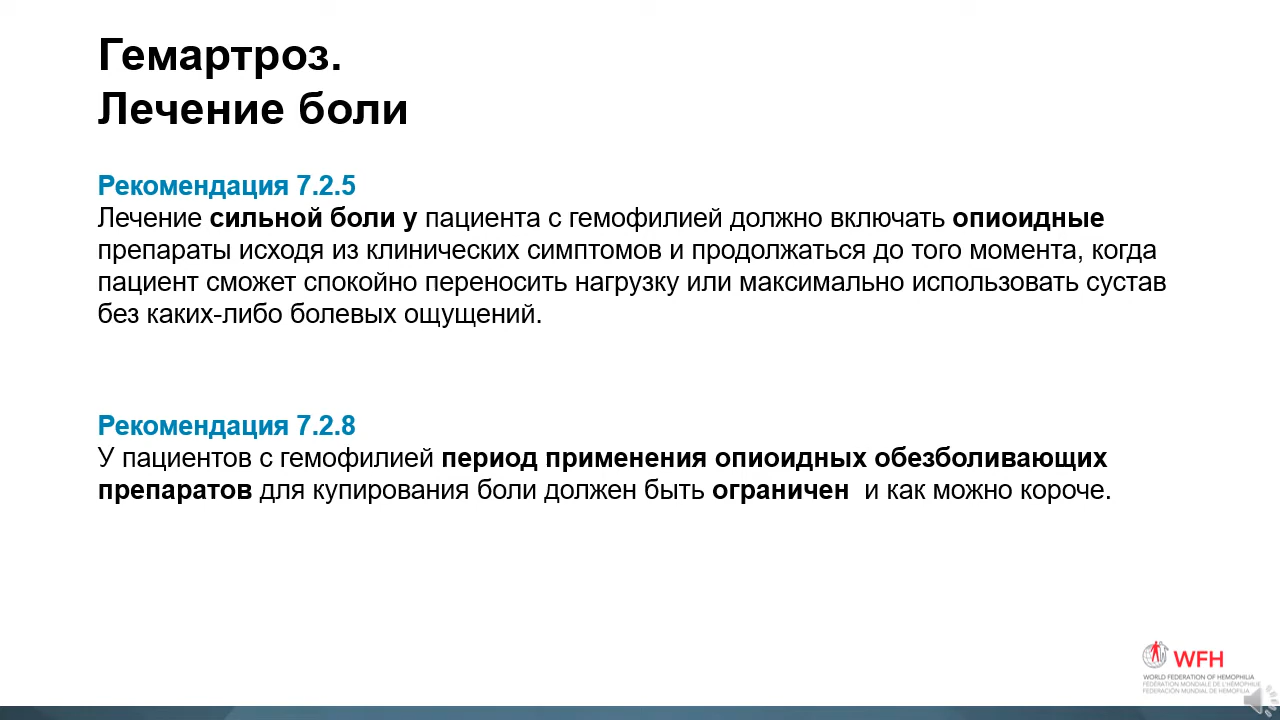 Гемартроз.
Лечение боли
Рекомендация 7.2.5
Лечение сильной боли у пациента с гемофилией должно включать опиоидные
препараты исходя из клинических симптомов и продолжаться до того момента, когда
пациент сможет спокойно переносить нагрузку или максимально использовать сустав
без каких-либо болевых ощущений.
Рекомендация 7.2.8
У пациентов с гемофилией период применения опиоидных обезболивающих
препаратов для купирования боли должен быть ограничен  и как можно короче.
WFH
WORLD FEDERATION OF HEMOPHILIA
FÉDÉRATION MONDIALE DE L'HÉMOPHILIE
FEDERACIÓN MUNDIAL DE HEMOFILIA